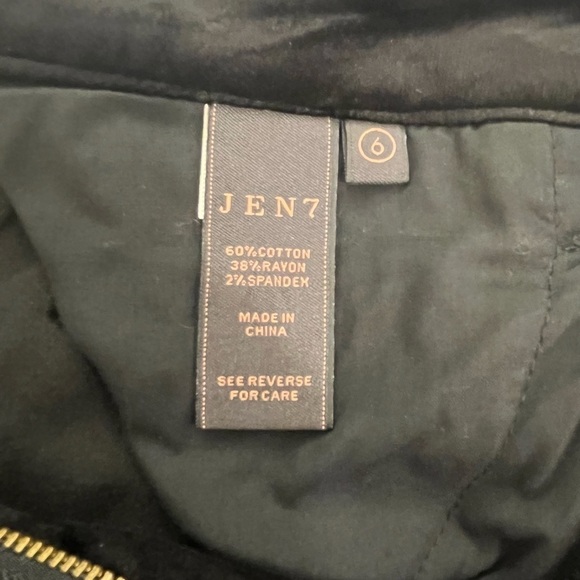 JEN7
60%COTTON
38%RAYON
2%SPANDEX
MADE IN
CHINA
SEE REVERSE
FOR CARE
6